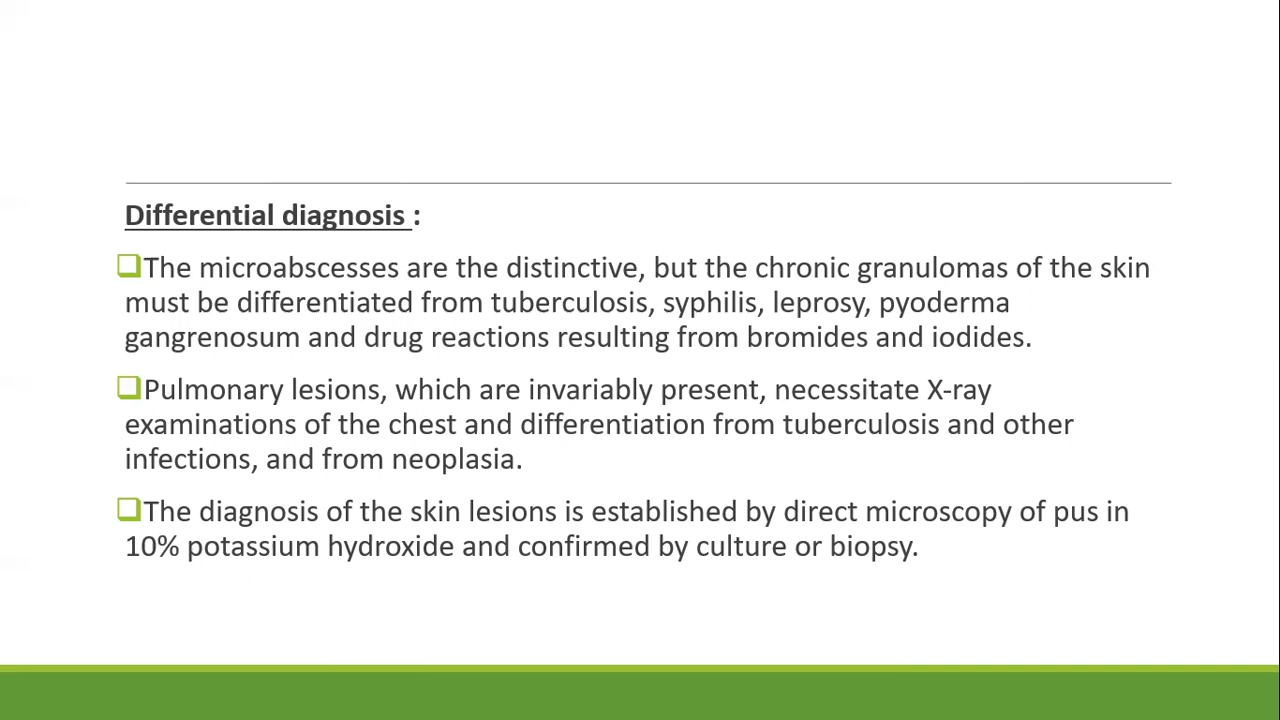 Differential diagnosis :
❑The microabscesses are the distinctive, but the chronic granulomas of the skin
must be differentiated from tuberculosis, syphilis, leprosy, pyoderma
gangrenosum and drug reactions resulting from bromides and iodides.
❑Pulmonary lesions, which are invariably present, necessitate X-ray
examinations of the chest and differentiation from tuberculosis and other
infections, and from neoplasia.
❑The diagnosis of the skin lesions is established by direct microscopy of pus in
10% potassium hydroxide and confirmed by culture or biopsy.